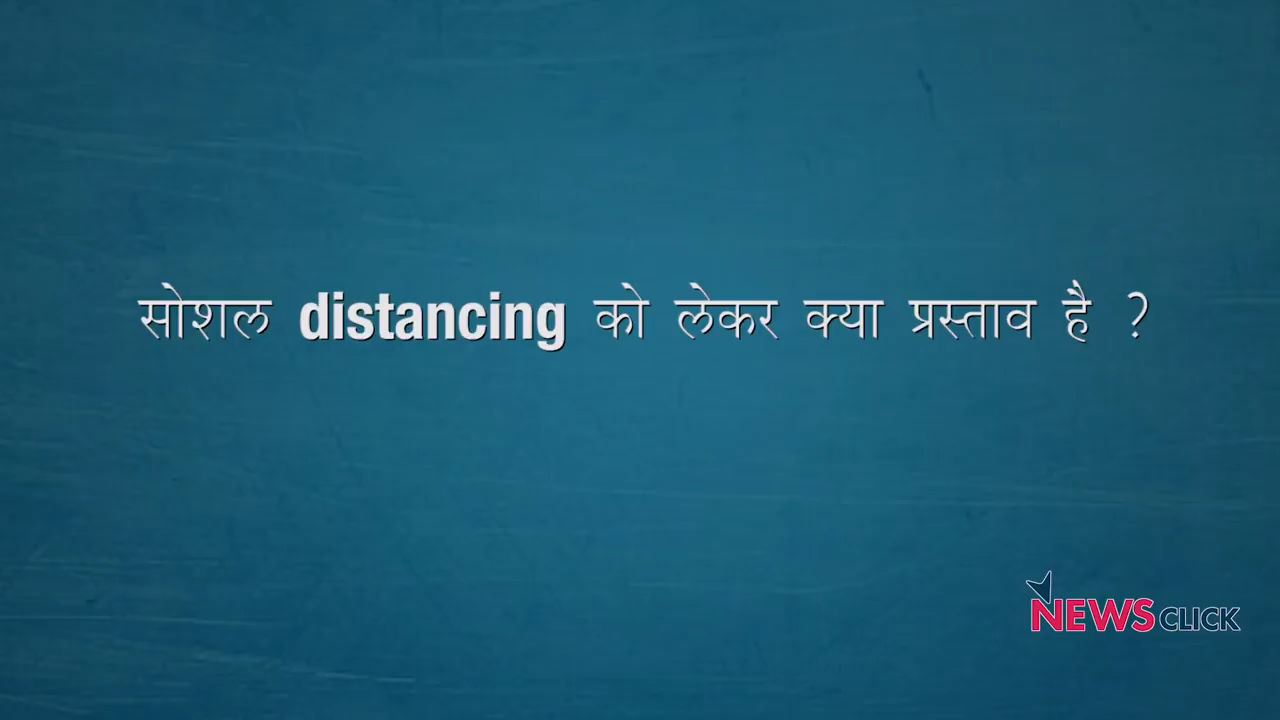 सोशल distancing को लेकर क्या प्रस्ताव है ?
NEWSCLICK